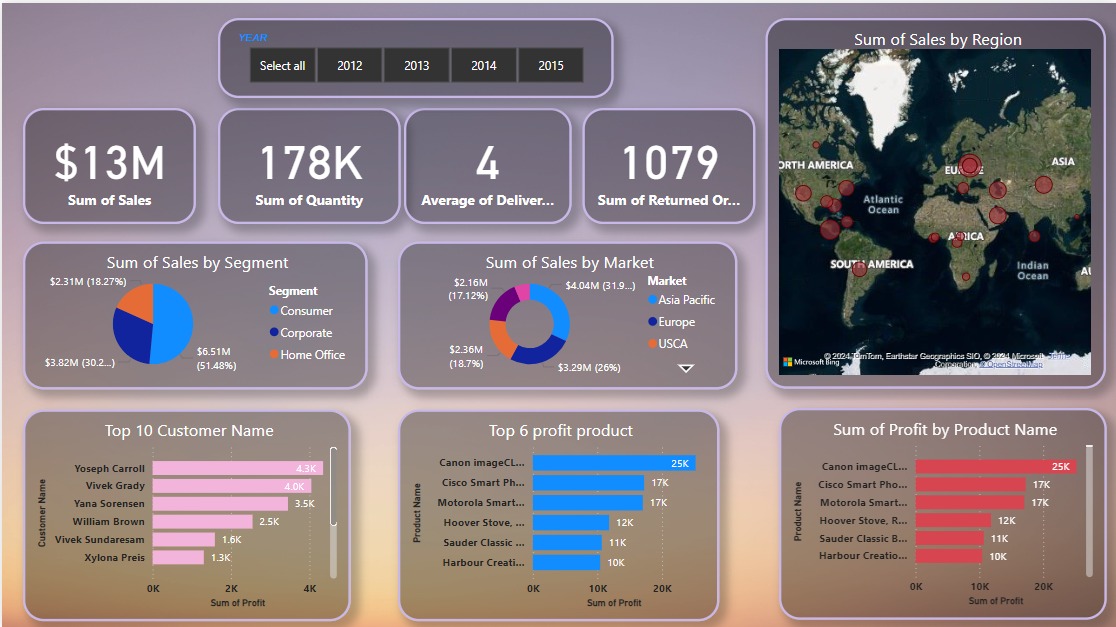 YEAR
Select all
2012
2013
2014
2015
$13M
Sum of Sales
178K
Sum of Quantity
4
Average of Deliver...
1079
Sum of Returned Or...
Sum of Sales by Region
NORTH AMERICA
EUROPE
ASIA
Atlantic
Ocean
AFRICA
SOUTH AMERICA
Indian
Ocean
AU
Microsoft Bing
© 2024 TomTom, Earthstar Geographics SIO, © 2024 Microsoft Corporation, © OpenStreetMap
Terms
Sum of Sales by Segment
$2.31M (18.27%)
$3.82M (30.2...)
$6.51M
(51.48%)
Segment
Consumer
Corporate
Home Office
Sum of Sales by Market
$2.16M
(17.12%)
$4.04M (31.9...)
$2.36M
(18.7%)
$3.29M (26%)
Market
Asia Pacific
Europe
USCA
Top 10 Customer Name
Customer Name
Yoseph Carroll
4.3K
Vivek Grady
4.0K
Yana Sorensen
3.5K
William Brown
2.5K
Vivek Sundaresam
1.6K
Xylona Preis
1.3K
0K
2K
4K
Sum of Profit
Top 6 profit product
Product Name
Canon imageCL...
25K
Cisco Smart Ph...
17K
Motorola Smart...
17K
Hoover Stove, ...
12K
Sauder Classic ...
11K
Harbour Creati...
10K
0K
10K
20K
Sum of Profit
Sum of Profit by Product Name
Product Name
Canon imageCL...
25K
Cisco Smart Pho...
17K
Motorola Smart...
17K
Hoover Stove, R...
12K
Sauder Classic B...
11K
Harbour Creatio...
10K
0K
10K
20K
Sum of Profit